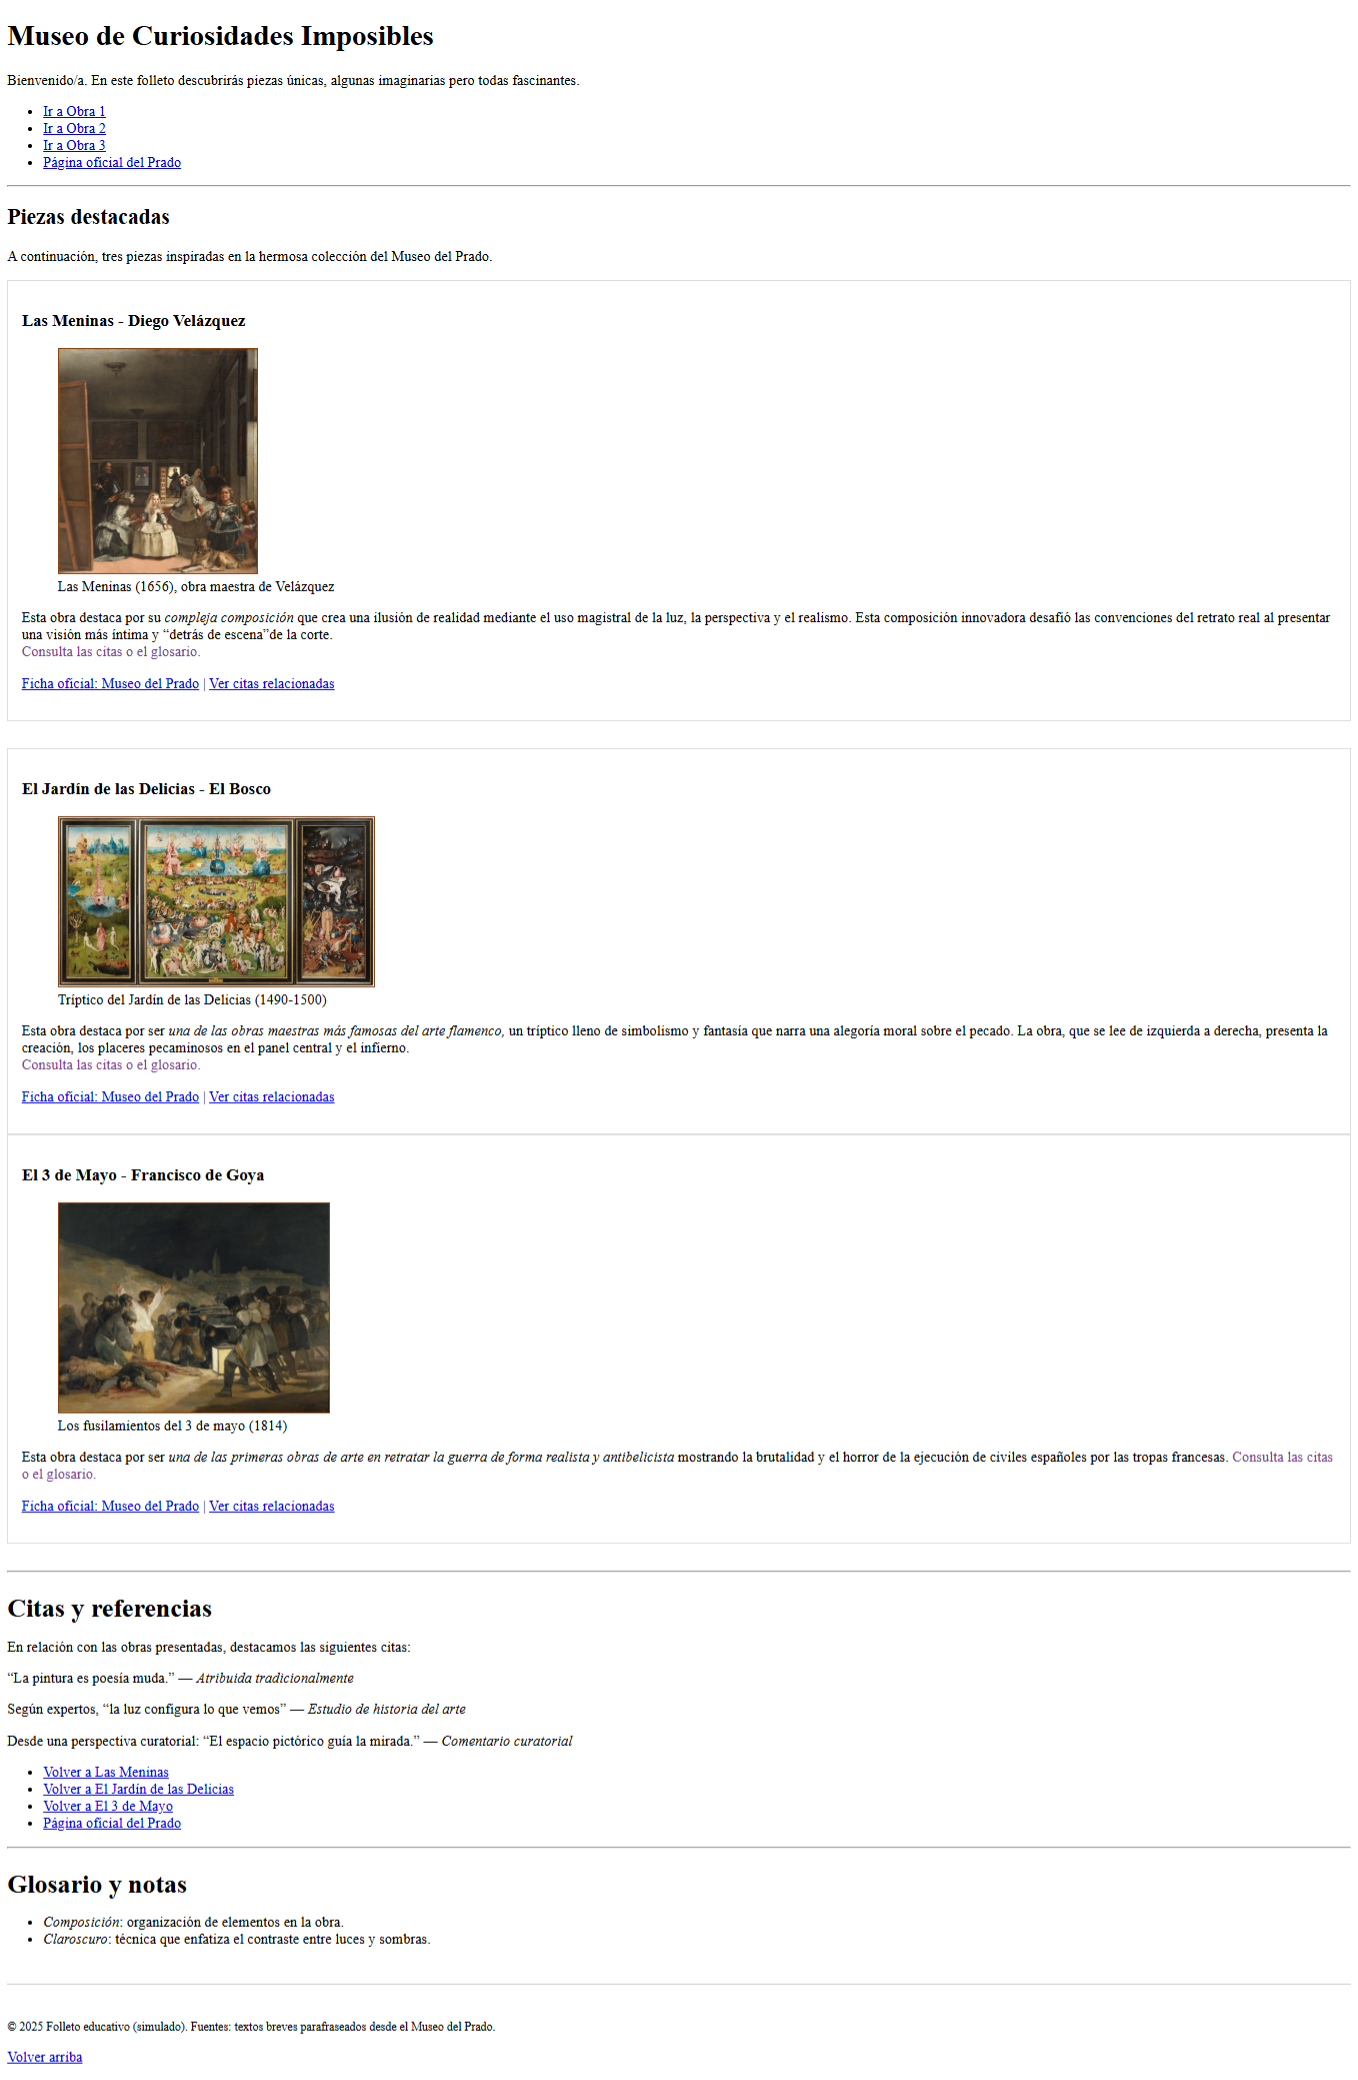 Museo de Curiosidades Imposibles
Bienvenido/a. En este folleto descubrirás piezas únicas, algunas imaginarias pero todas fascinantes.
• Ir a Obra 1
• Ir a Obra 2
• Ir a Obra 3
• Página oficial del Prado
Piezas destacadas
A continuación, tres piezas inspiradas en la hermosa colección del Museo del Prado.
Las Meninas - Diego Velázquez
Las Meninas (1656), obra maestra de Velázquez
Esta obra destaca por su compleja composición que crea una ilusión de realidad mediante el uso magistral de la luz, la perspectiva y el realismo. Esta composición innovadora desafió las convenciones del retrato real al presentar
una visión más íntima y “detrás de escena”de la corte.
Consulta las citas o el glosario.
Ficha oficial: Museo del Prado | Ver citas relacionadas
El Jardín de las Delicias - El Bosco
Tríptico del Jardín de las Delicias (1490-1500)
Esta obra destaca por ser una de las obras maestras más famosas del arte flamenco, un tríptico lleno de simbolismo y fantasía que narra una alegoría moral sobre el pecado. La obra, que se lee de izquierda a derecha, presenta la
creación, los placeres pecaminosos en el panel central y el infierno.
Consulta las citas o el glosario.
Ficha oficial: Museo del Prado | Ver citas relacionadas
El 3 de Mayo - Francisco de Goya
Los fusilamientos del 3 de mayo (1814)
Esta obra destaca por ser una de las primeras obras de arte en retratar la guerra de forma realista y antibelicista mostrando la brutalidad y el horror de la ejecución de civiles españoles por las tropas francesas. Consulta las citas
o el glosario.
Ficha oficial: Museo del Prado | Ver citas relacionadas
Citas y referencias
En relación con las obras presentadas, destacamos las siguientes citas:
“La pintura es poesía muda.” — Atribuida tradicionalmente
Según expertos, “la luz configura lo que vemos” — Estudio de historia del arte
Desde una perspectiva curatorial: “El espacio pictórico guía la mirada.” — Comentario curatorial
• Volver a Las Meninas
• Volver a El Jardín de las Delicias
• Volver a El 3 de Mayo
• Página oficial del Prado
Glosario y notas
• Composición: organización de elementos en la obra.
• Claroscuro: técnica que enfatiza el contraste entre luces y sombras.
© 2025 Folleto educativo (simulado). Fuentes: textos breves parafraseados desde el Museo del Prado.
Volver arriba